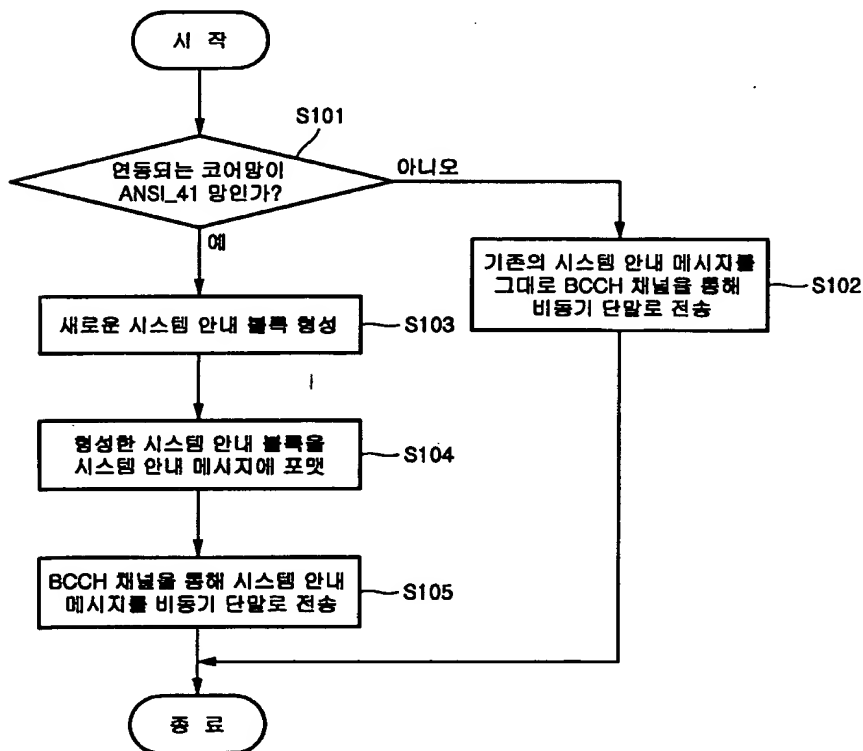 시 작
S101
연동되는 코어망이
ANSI_41 망인가?
아니오
예
기존의 시스템 안내 메시지를
그대로 BCCH 채널을 통해
비동기 단말로 전송
S102
새로운 시스템 안내 블록 형성
S103
형성한 시스템 안내 블록을
시스템 안내 메시지에 포맷
S104
BCCH 채널을 통해 시스템 안내
메시지를 비동기 단말로 전송
S105
종 료